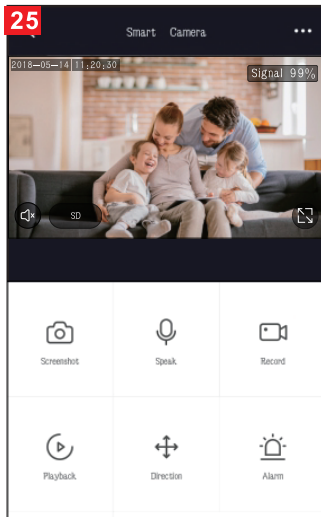 25
Smart Camera
2018-05-14 11:20:30
Signal 99%
SD
Screenshot Speak Record
Playback Direction Alarm